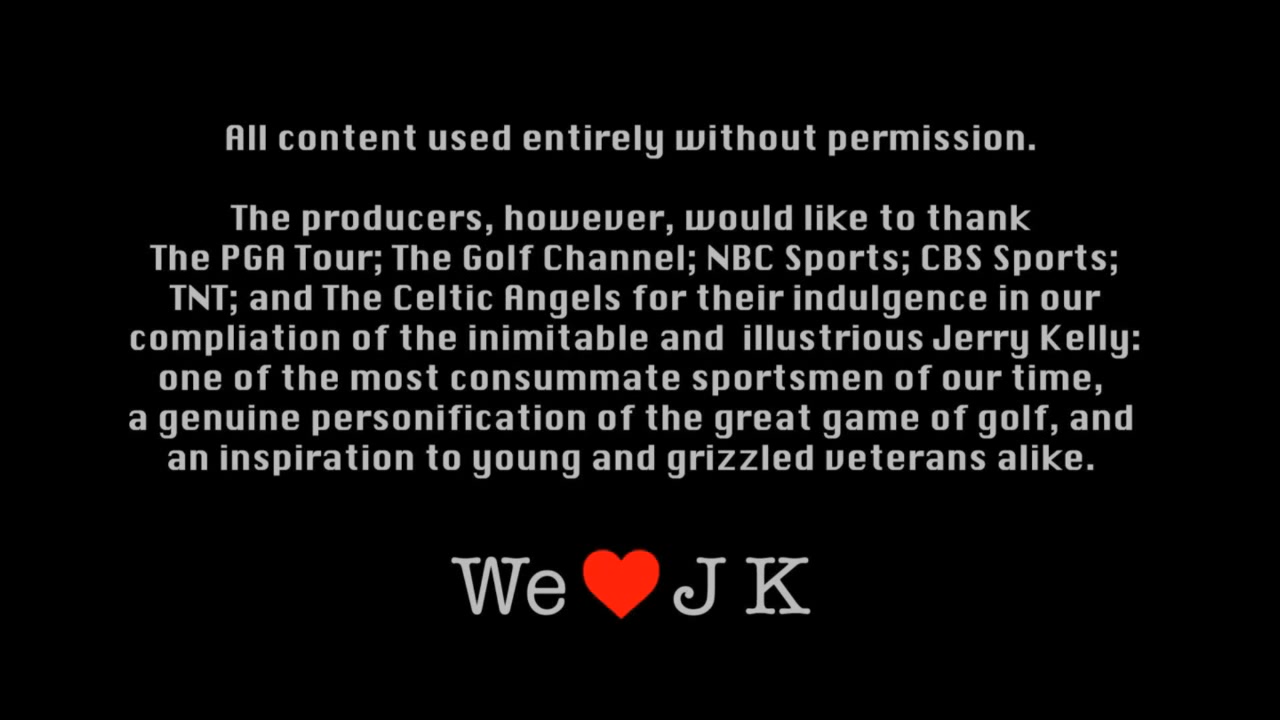 All content used entirely without permission.
The producers, however, would like to thank
The PGA Tour; The Golf Channel; NBC Sports; CBS Sports;
TNT; and The Celtic Angels for their indulgence in our
compliation of the inimitable and illustrious Jerry Kelly:
one of the most consummate sportsmen of our time,
a genuine personification of the great game of golf, and
an inspiration to young and grizzled veterans alike.
We ❤ J K